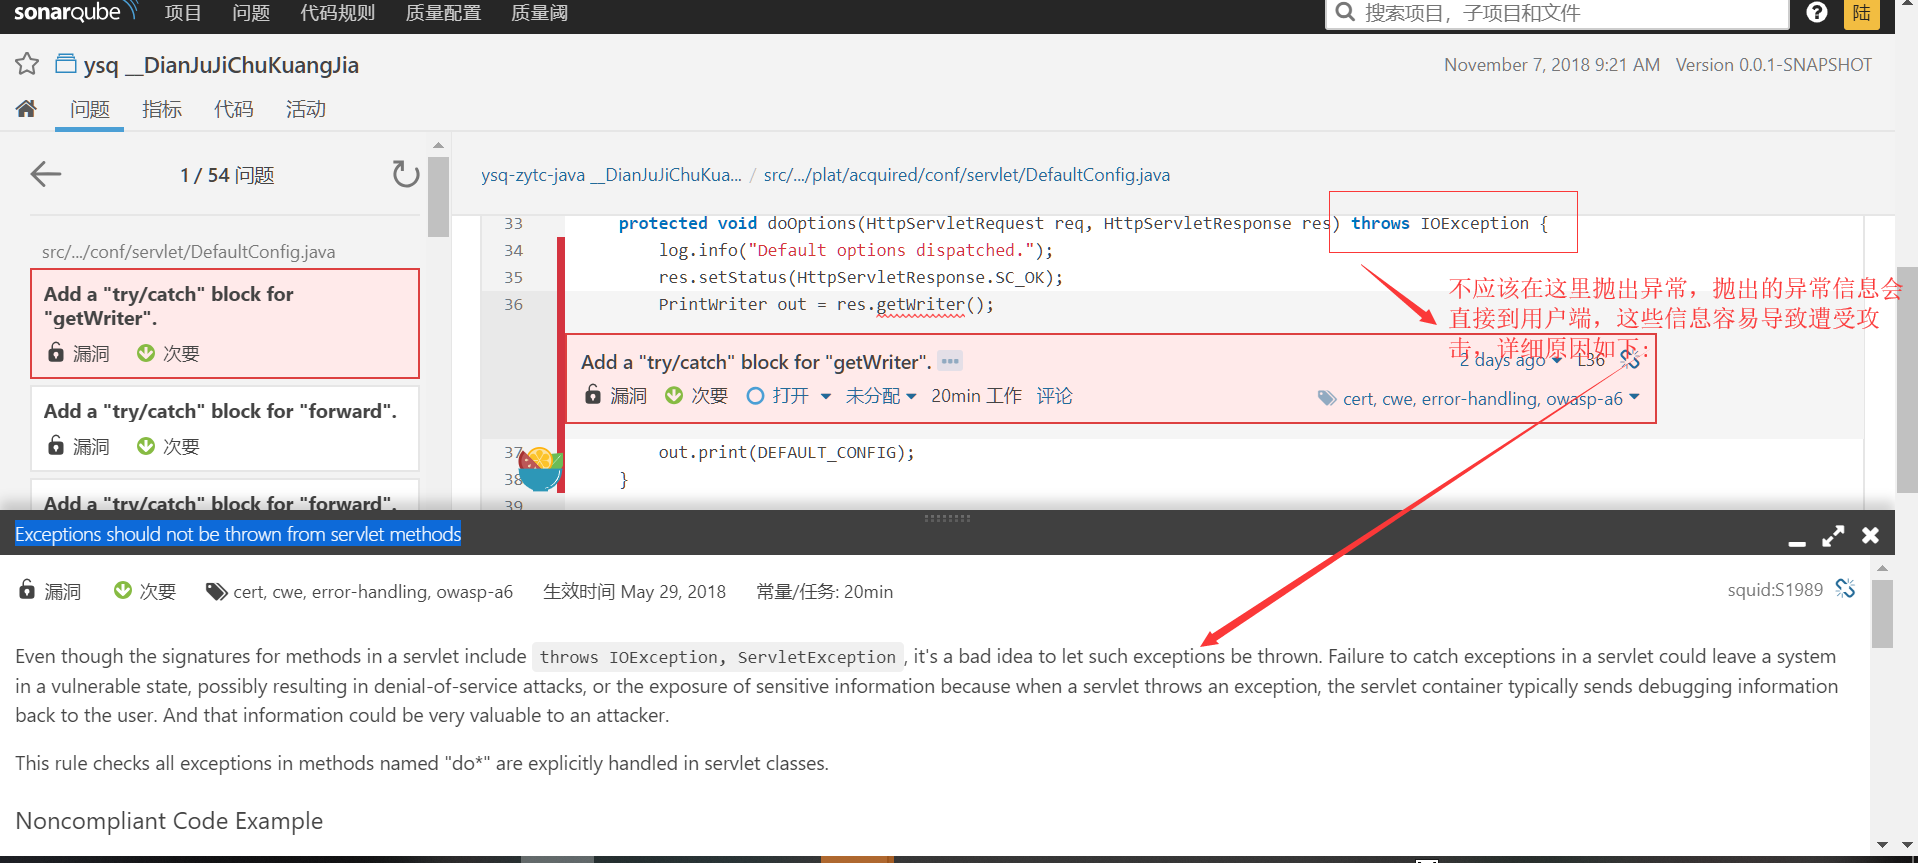 sonarqube 项目 问题 代码规则 质量配置 质量阈 搜索项目，子项目和文件 ? 陆
ysq __DianJuJiChuKuangJia November 7, 2018 9:21 AM Version 0.0.1-SNAPSHOT
问题 指标 代码 活动
1 / 54 问题
ysq-zytc-java __DianJuJiChuKua... / src/.../plat/acquired/conf/servlet/DefaultConfig.java
src/.../conf/servlet/DefaultConfig.java
Add a "try/catch" block for
"getWriter".
漏洞 次要
Add a "try/catch" block for "forward".
漏洞 次要
Add a "try/catch" block for "forward".
33 protected void doOptions(HttpServletRequest req, HttpServletResponse res) throws IOException {
34 log.info("Default options dispatched.");
35 res.setStatus(HttpServletResponse.SC_OK);
36 PrintWriter out = res.getWriter();
不应该在这里抛出异常，抛出的异常信息会
直接到用户端，这些信息容易导致遭受攻
击，详细原因如下：
Add a "try/catch" block for "getWriter". ... 2 days ago L36
漏洞 次要 打开 未分配 20min 工作 评论 cert, cwe, error-handling, owasp-a6
37 out.print(DEFAULT_CONFIG);
38 }
39
Exceptions should not be thrown from servlet methods
漏洞 次要 cert, cwe, error-handling, owasp-a6 生效时间 May 29, 2018 常量/任务: 20min squid:S1989
Even though the signatures for methods in a servlet include throws IOException, ServletException, it's a bad idea to let such exceptions be thrown. Failure to catch exceptions in a servlet could leave a system
in a vulnerable state, possibly resulting in denial-of-service attacks, or the exposure of sensitive information because when a servlet throws an exception, the servlet container typically sends debugging information
back to the user. And that information could be very valuable to an attacker.
This rule checks all exceptions in methods named "do*" are explicitly handled in servlet classes.
Noncompliant Code Example